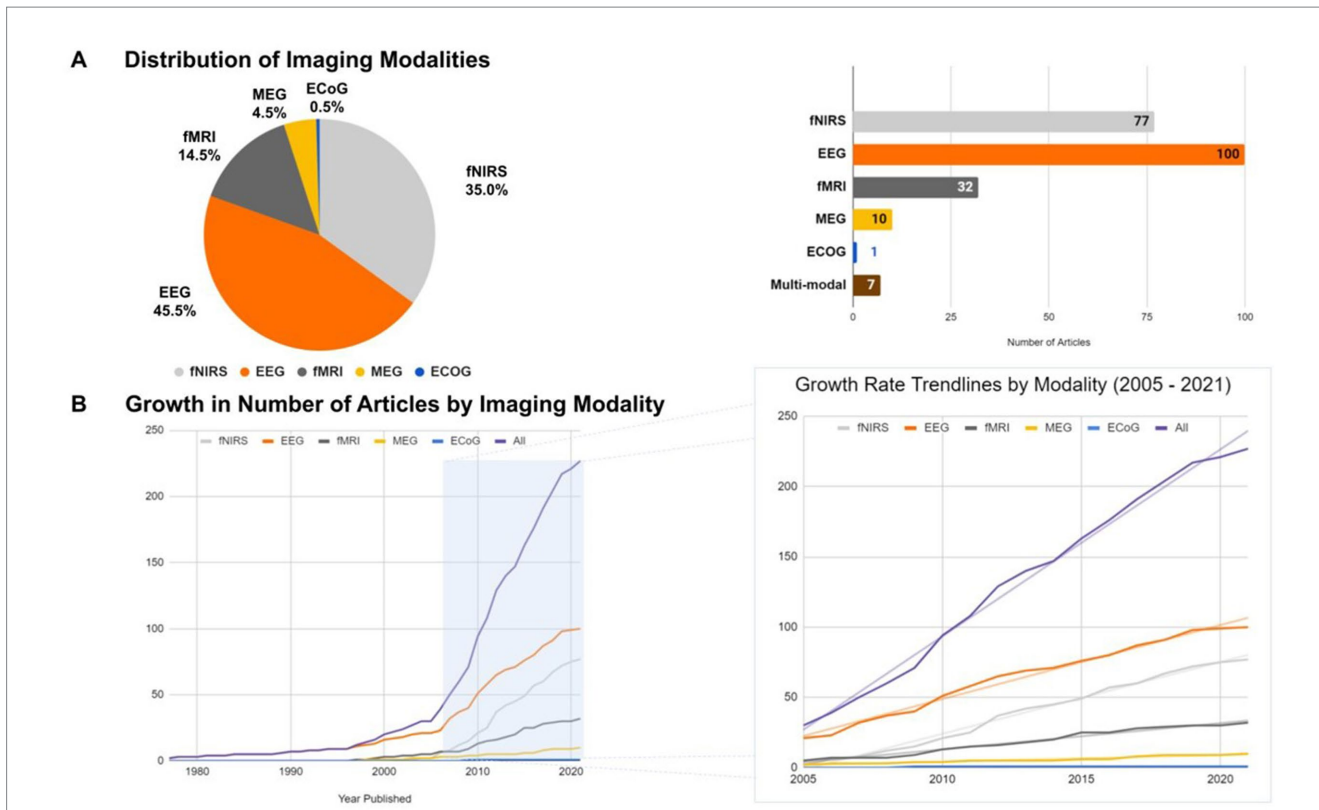 A Distribution of Imaging Modalities
ECoG
0.5%
MEG
4.5%
fMRI
14.5%
fNIRS
35.0%
EEG
45.5%
fNIRS EEG fMRI MEG ECOG
fNIRS 77
EEG 100
fMRI 32
MEG 10
ECOG 1
Multi-modal 7
0 25 50 75 100
Number of Articles
B Growth in Number of Articles by Imaging Modality
fNIRS EEG fMRI MEG ECoG All
250
200
150
100
50
0
1980 1990 2000 2010 2020
Year Published
Growth Rate Trendlines by Modality (2005 - 2021)
fNIRS EEG fMRI MEG ECoG All
250
200
150
100
50
0
2005 2010 2015 2020